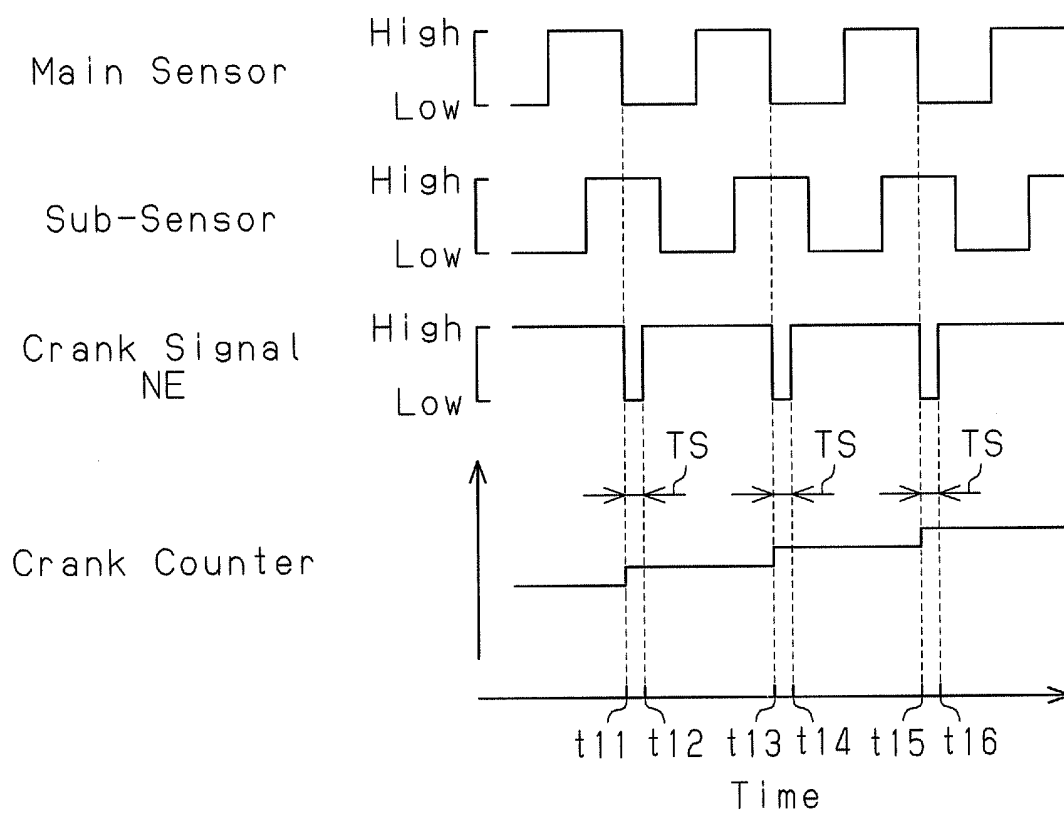 High
Main Sensor
Low
High
Sub-Sensor
Low
High
Crank Signal
NE
Low
TS TS TS
Crank Counter
t11 t12 t13 t14 t15 t16
Time